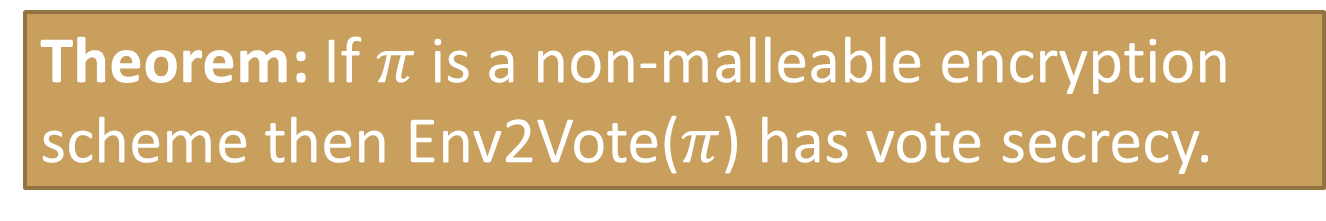 Theorem: If 𝜋 is a non-malleable encryption
scheme then Env2Vote(𝜋) has vote secrecy.